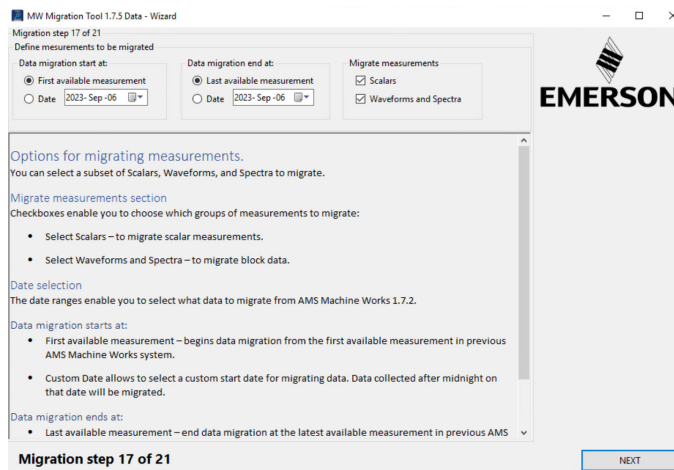 MW Migration Tool 1.7.5 Data - Wizard
Migration step 17 of 21
Define mesurements to be migrated
Data migration start at:
First available measurement
Date 2023- Sep -06
Data migration end at:
Last available measurement
Date 2023- Sep -06
Migrate measurements
Scalars
Waveforms and Spectra
EMERSON
Options for migrating measurements.
You can select a subset of Scalars, Waveforms, and Spectra to migrate.
Migrate measurements section
Checkboxes enable you to choose which groups of measurements to migrate:
• Select Scalars – to migrate scalar measurements.
• Select Waveforms and Spectra – to migrate block data.
Date selection
The date ranges enable you to select what data to migrate from AMS Machine Works 1.7.2.
Data migration starts at:
• First available measurement – begins data migration from the first available measurement in previous
AMS Machine Works system.
• Custom Date allows to select a custom start date for migrating data. Data collected after midnight on
that date will be migrated.
Data migration ends at:
• Last available measurement – end data migration at the latest available measurement in previous AMS
Migration step 17 of 21
NEXT